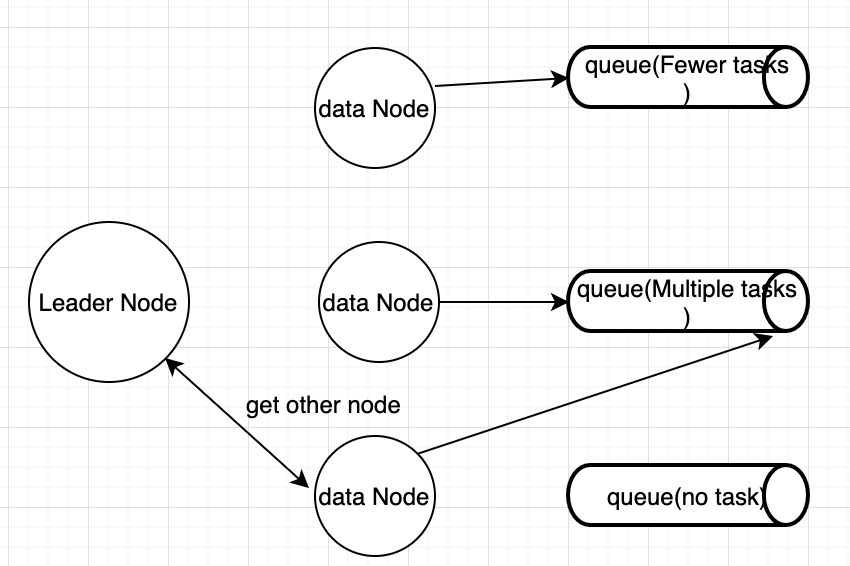 queue(Fewer tasks
)
data Node
queue(Multiple tasks
)
Leader Node
data Node
get other node
data Node
queue(no task)